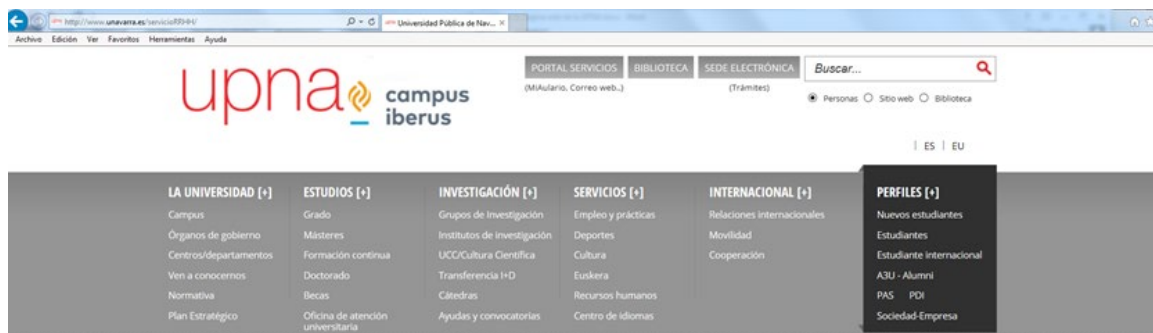 http://www.unavarra.es/servicioRRHH/
Universidad Pública de Nav...
Archivo Edición Ver Favoritos Herramientas Ayuda
upna campus iberus
PORTAL SERVICIOS BIBLIOTECA SEDE ELECTRÓNICA Buscar...
(MiAulario, Correo web..) (Trámites)
Personas Sitio web Biblioteca
| ES | EU
LA UNIVERSIDAD [+] ESTUDIOS [+] INVESTIGACIÓN [+] SERVICIOS [+] INTERNACIONAL [+] PERFILES [+]
Campus Grado Grupos de Investigación Empleo y prácticas Relaciones internacionales Nuevos estudiantes
Órganos de gobierno Másteres Institutos de investigación Deportes Movilidad Estudiantes
Centros/departamentos Formación continua UCC/Cultura Científica Cultura Cooperación Estudiante internacional
Ven a conocernos Doctorado Transferencia I+D Euskera A3U - Alumni
Normativa Becas Cátedras Recursos humanos PAS PDI
Plan Estratégico Oficina de atención universitaria Ayudas y convocatorias Centro de idiomas Sociedad-Empresa